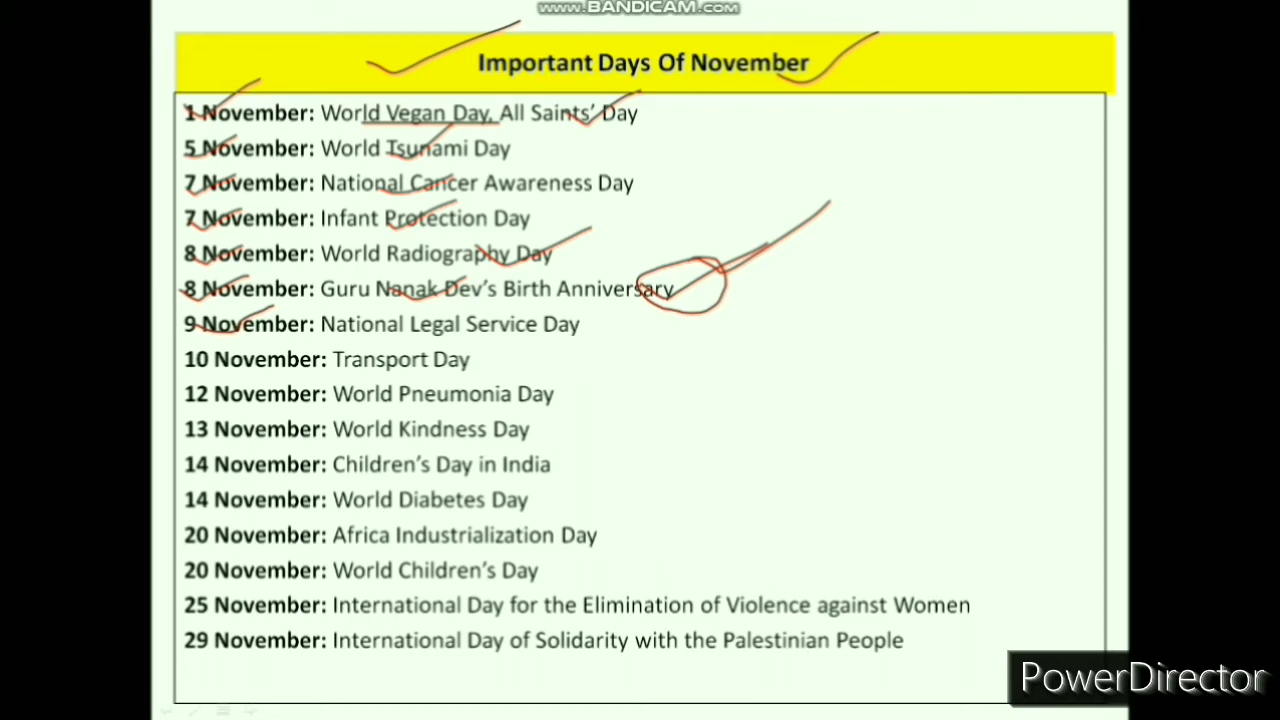 www.BANDICAM.com
Important Days Of November
1 November: World Vegan Day, All Saints’ Day
5 November: World Tsunami Day
7 November: National Cancer Awareness Day
7 November: Infant Protection Day
8 November: World Radiography Day
8 November: Guru Nanak Dev’s Birth Anniversary
9 November: National Legal Service Day
10 November: Transport Day
12 November: World Pneumonia Day
13 November: World Kindness Day
14 November: Children’s Day in India
14 November: World Diabetes Day
20 November: Africa Industrialization Day
20 November: World Children’s Day
25 November: International Day for the Elimination of Violence against Women
29 November: International Day of Solidarity with the Palestinian People
PowerDirector